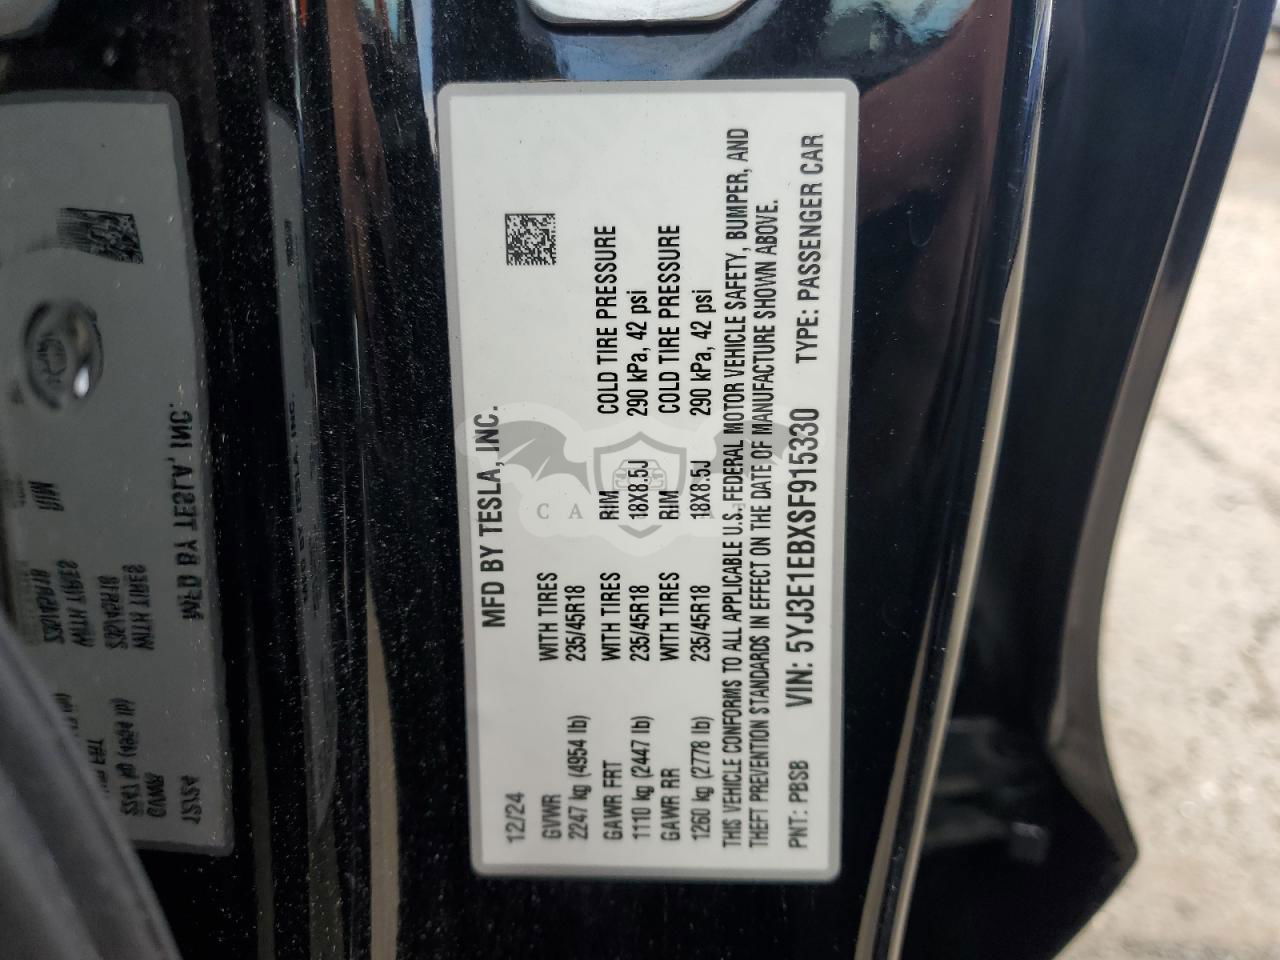 MFD BY TESLA, INC.
12/24
GVWR WITH TIRES
2247 kg (4954 lb) 235/45R18
GAWR FRT WITH TIRES RIM COLD TIRE PRESSURE
1110 kg (2447 lb) 235/45R18 18X8.5J 290 kPa, 42 psi
GAWR RR WITH TIRES RIM COLD TIRE PRESSURE
1260 kg (2778 lb) 235/45R18 18X8.5J 290 kPa, 42 psi
THIS VEHICLE CONFORMS TO ALL APPLICABLE U.S. FEDERAL MOTOR VEHICLE SAFETY, BUMPER, AND
THEFT PREVENTION STANDARDS IN EFFECT ON THE DATE OF MANUFACTURE SHOWN ABOVE.
PNT: PBSB VIN: 5YJ3E1EBXSF915330 TYPE: PASSENGER CAR